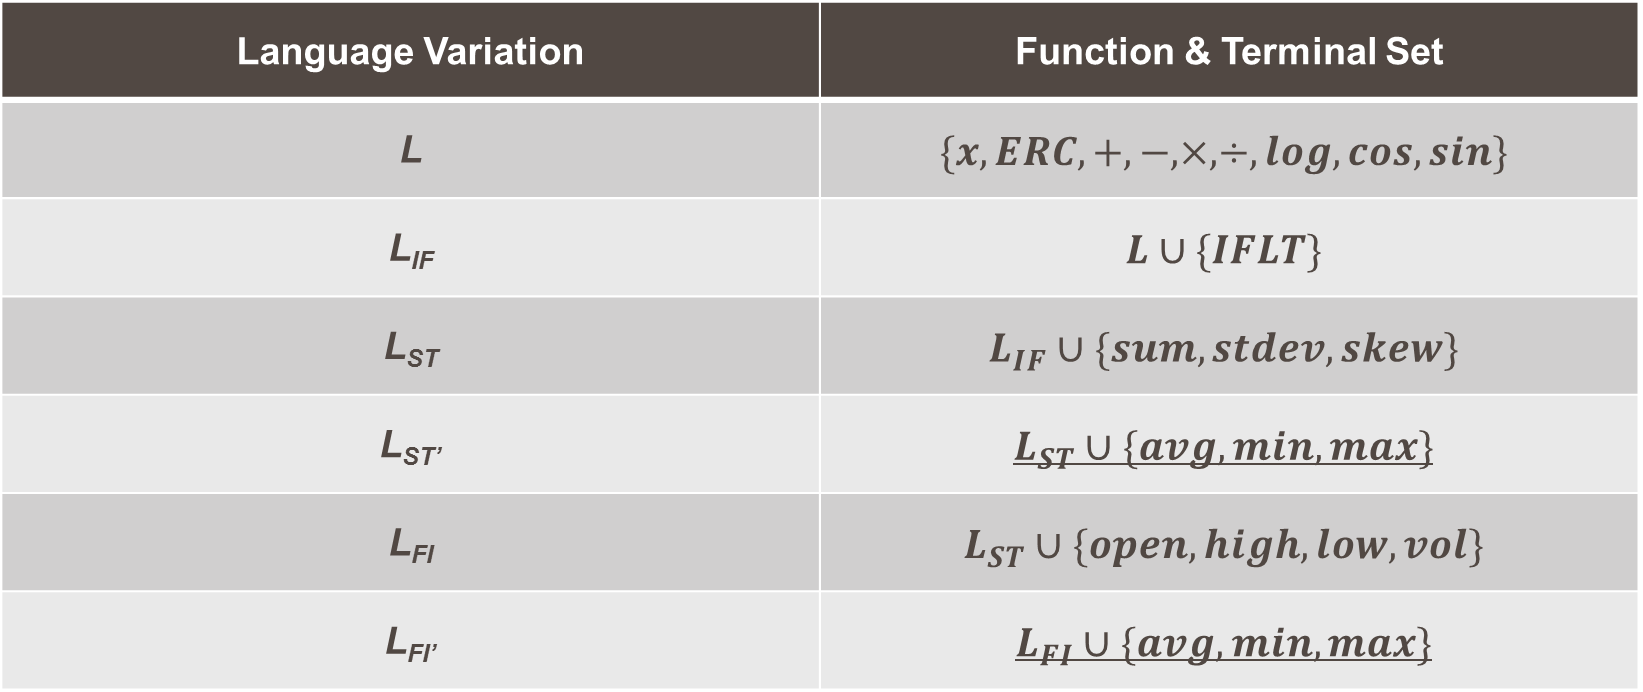 Language Variation Function & Terminal Set
L {x, ERC, +, −, ×, ÷, log, cos, sin}
L_IF L ∪ {IFLT}
L_ST L_IF ∪ {sum, stdev, skew}
L_ST’ L_ST ∪ {avg, min, max}
L_FI L_ST ∪ {open, high, low, vol}
L_FI’ L_FI ∪ {avg, min, max}